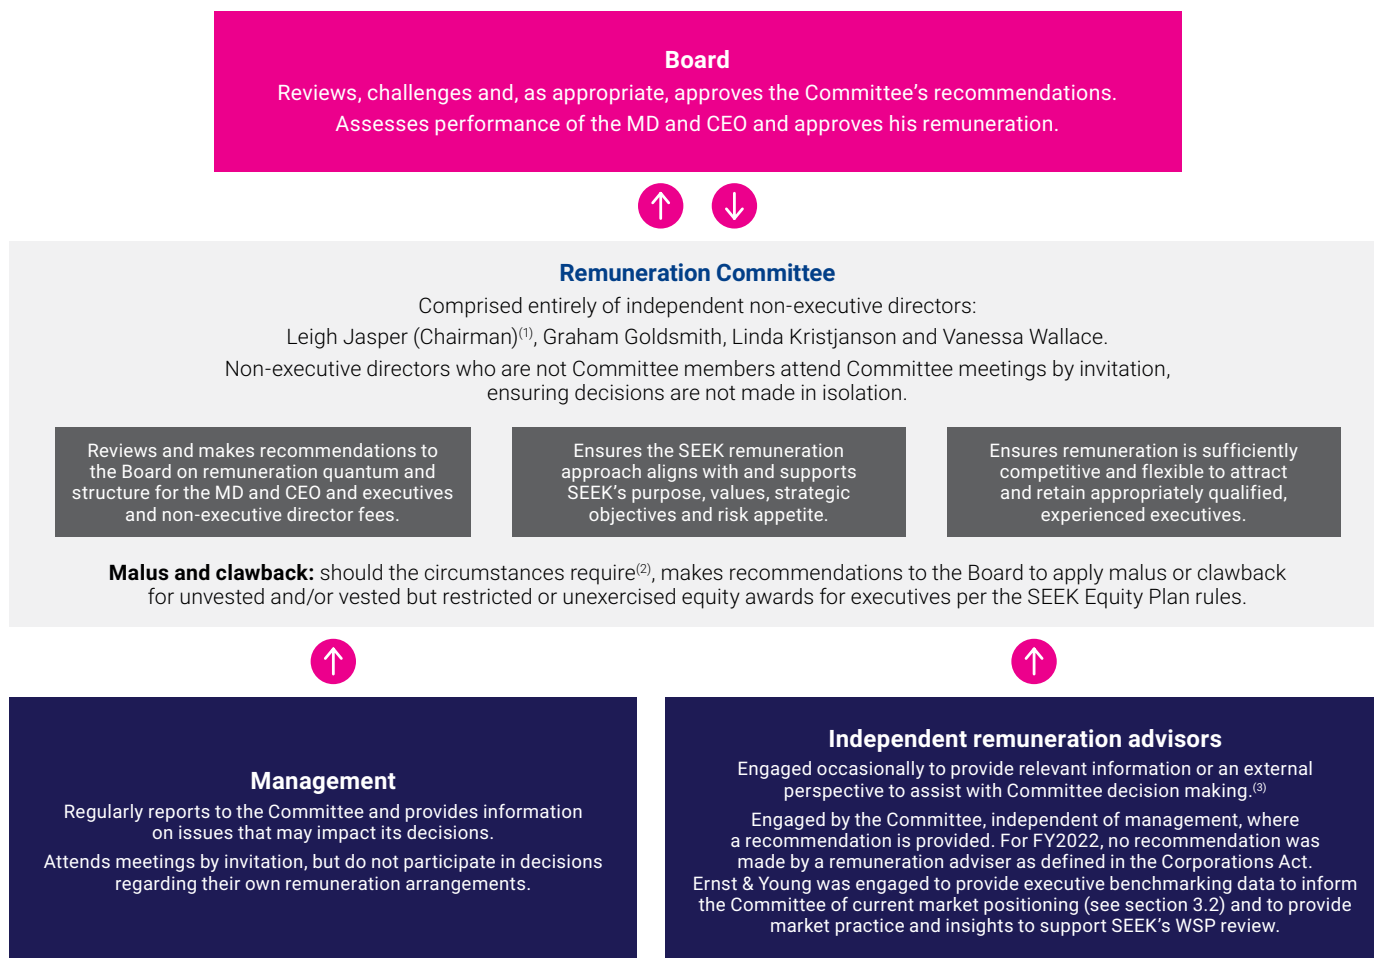 Board
Reviews, challenges and, as appropriate, approves the Committee's recommendations.
Assesses performance of the MD and CEO and approves his remuneration.
Remuneration Committee
Comprised entirely of independent non-executive directors:
Leigh Jasper (Chairman)(1), Graham Goldsmith, Linda Kristjanson and Vanessa Wallace.
Non-executive directors who are not Committee members attend Committee meetings by invitation,
ensuring decisions are not made in isolation.
Reviews and makes recommendations to
the Board on remuneration quantum and
structure for the MD and CEO and executives
and non-executive director fees.
Ensures the SEEK remuneration
approach aligns with and supports
SEEK's purpose, values, strategic
objectives and risk appetite.
Ensures remuneration is sufficiently
competitive and flexible to attract
and retain appropriately qualified,
experienced executives.
Malus and clawback: should the circumstances require(2), makes recommendations to the Board to apply malus or clawback
for unvested and/or vested but restricted or unexercised equity awards for executives per the SEEK Equity Plan rules.
Management
Regularly reports to the Committee and provides information
on issues that may impact its decisions.
Attends meetings by invitation, but do not participate in decisions
regarding their own remuneration arrangements.
Independent remuneration advisors
Engaged occasionally to provide relevant information or an external
perspective to assist with Committee decision making.(3)
Engaged by the Committee, independent of management, where
a recommendation is provided. For FY2022, no recommendation was
made by a remuneration adviser as defined in the Corporations Act.
Ernst & Young was engaged to provide executive benchmarking data to inform
the Committee of current market positioning (see section 3.2) and to provide
market practice and insights to support SEEK's WSP review.